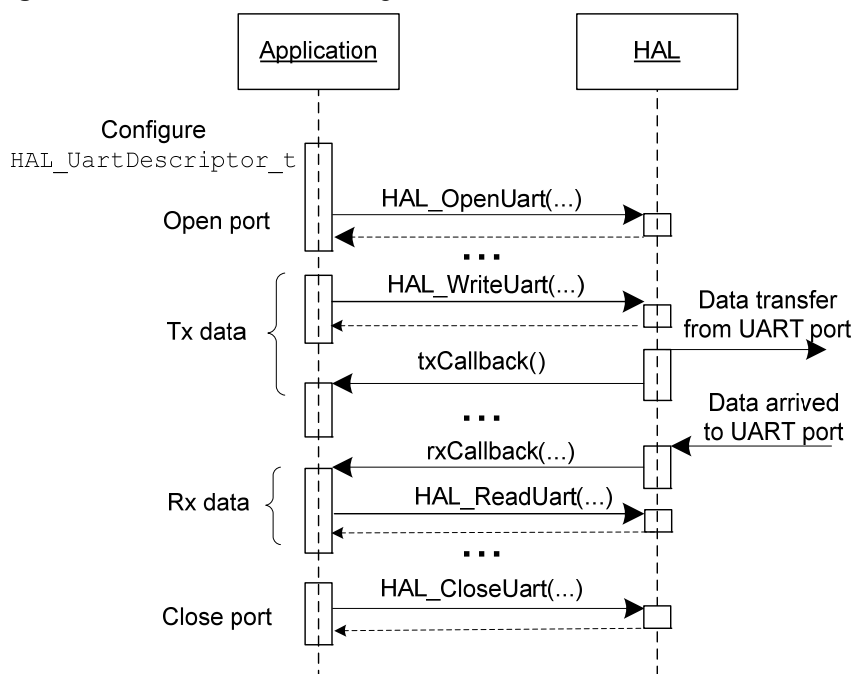 Application
HAL
Configure
HAL_UartDescriptor_t
HAL_OpenUart(...)
Open port
...
HAL_WriteUart(...)
Data transfer
from UART port
Tx data
txCallback()
...
Data arrived
to UART port
rxCallback(...)
Rx data
HAL_ReadUart(...)
...
HAL_CloseUart(...)
Close port